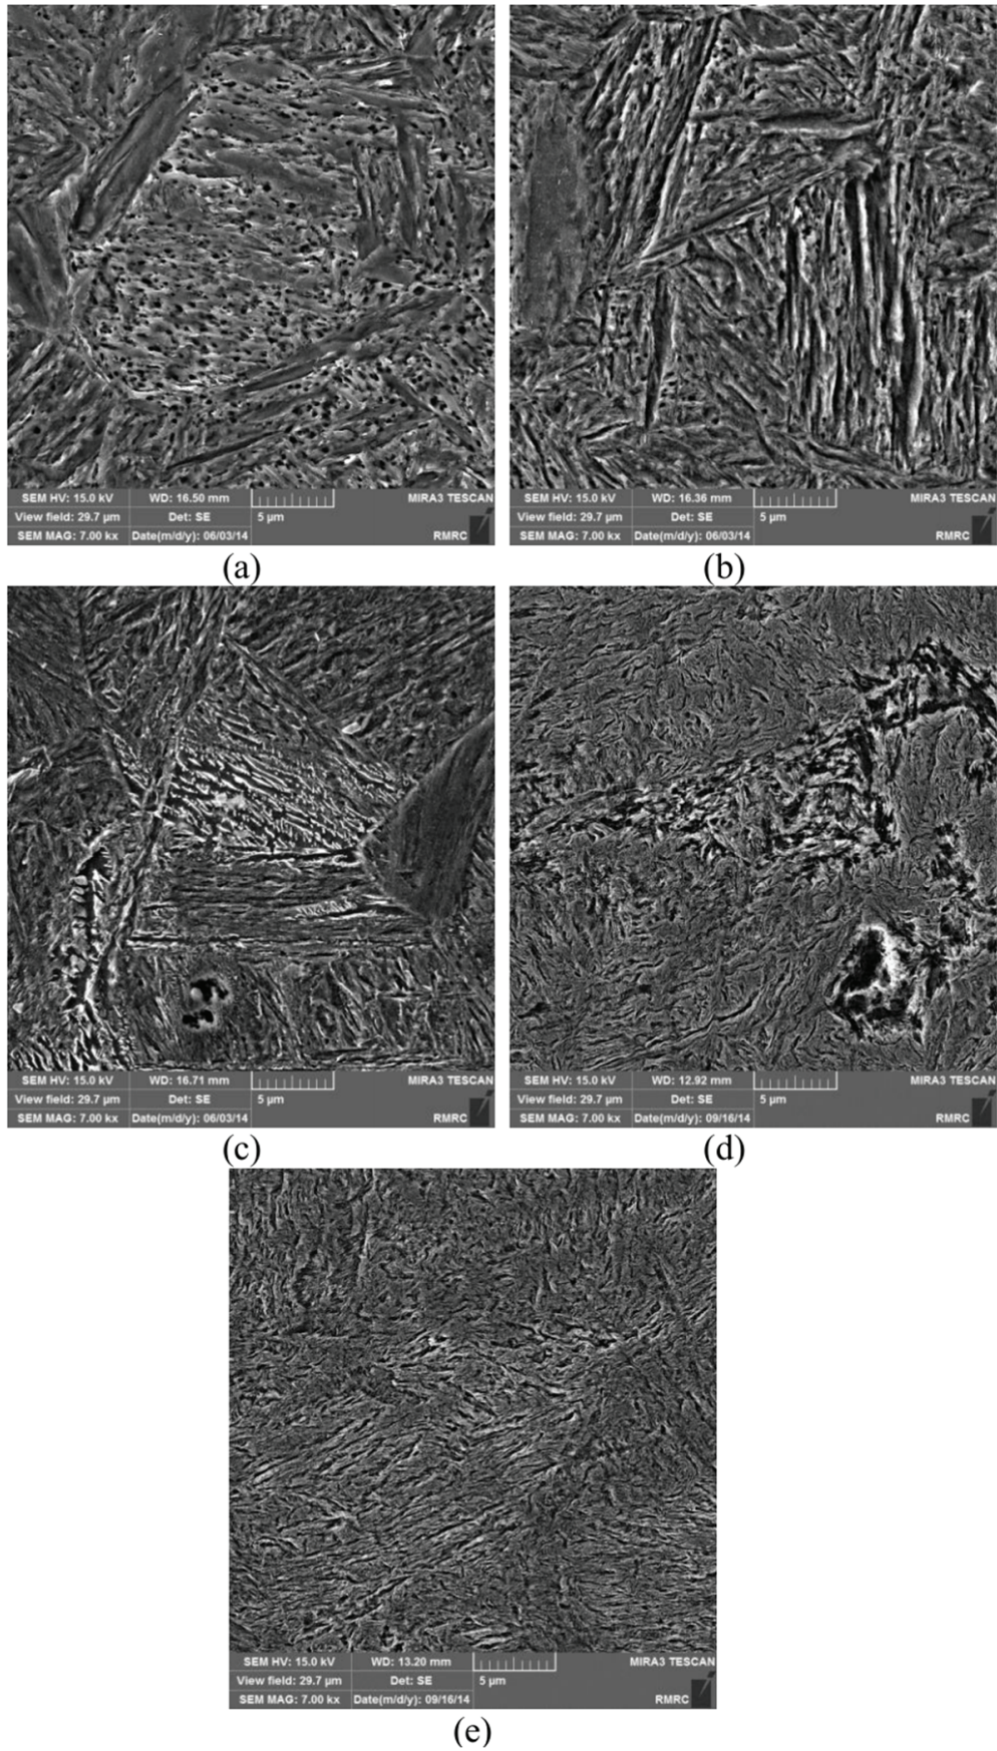 SEM HV: 15.0 kV WD: 16.50 mm MIRA3 TESCAN
View field: 29.7 µm Det: SE 5 µm
SEM MAG: 7.00 kx Date(m/d/y): 06/03/14 RMRC
(a)
SEM HV: 15.0 kV WD: 16.36 mm MIRA3 TESCAN
View field: 29.7 µm Det: SE 5 µm
SEM MAG: 7.00 kx Date(m/d/y): 06/03/14 RMRC
(b)
SEM HV: 15.0 kV WD: 16.71 mm MIRA3 TESCAN
View field: 29.7 µm Det: SE 5 µm
SEM MAG: 7.00 kx Date(m/d/y): 06/03/14 RMRC
(c)
SEM HV: 15.0 kV WD: 12.92 mm MIRA3 TESCAN
View field: 29.7 µm Det: SE 5 µm
SEM MAG: 7.00 kx Date(m/d/y): 09/16/14 RMRC
(d)
SEM HV: 15.0 kV WD: 13.20 mm MIRA3 TESCAN
View field: 29.7 µm Det: SE 5 µm
SEM MAG: 7.00 kx Date(m/d/y): 09/16/14 RMRC
(e)